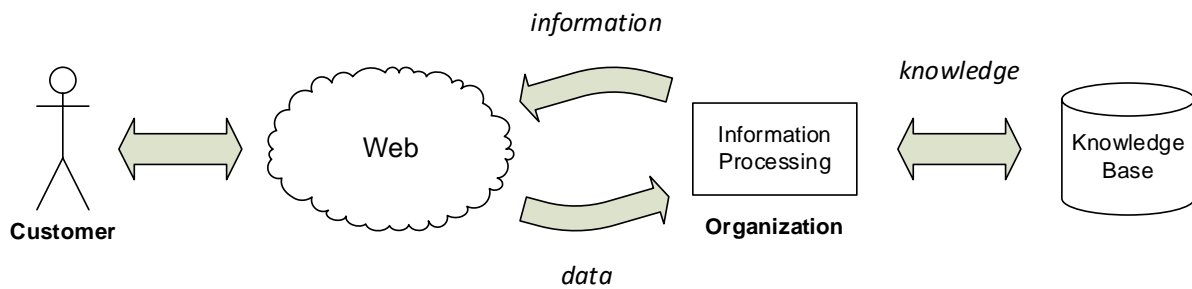 information
knowledge
Web
Information
Processing
Knowledge
Base
Customer
Organization
data